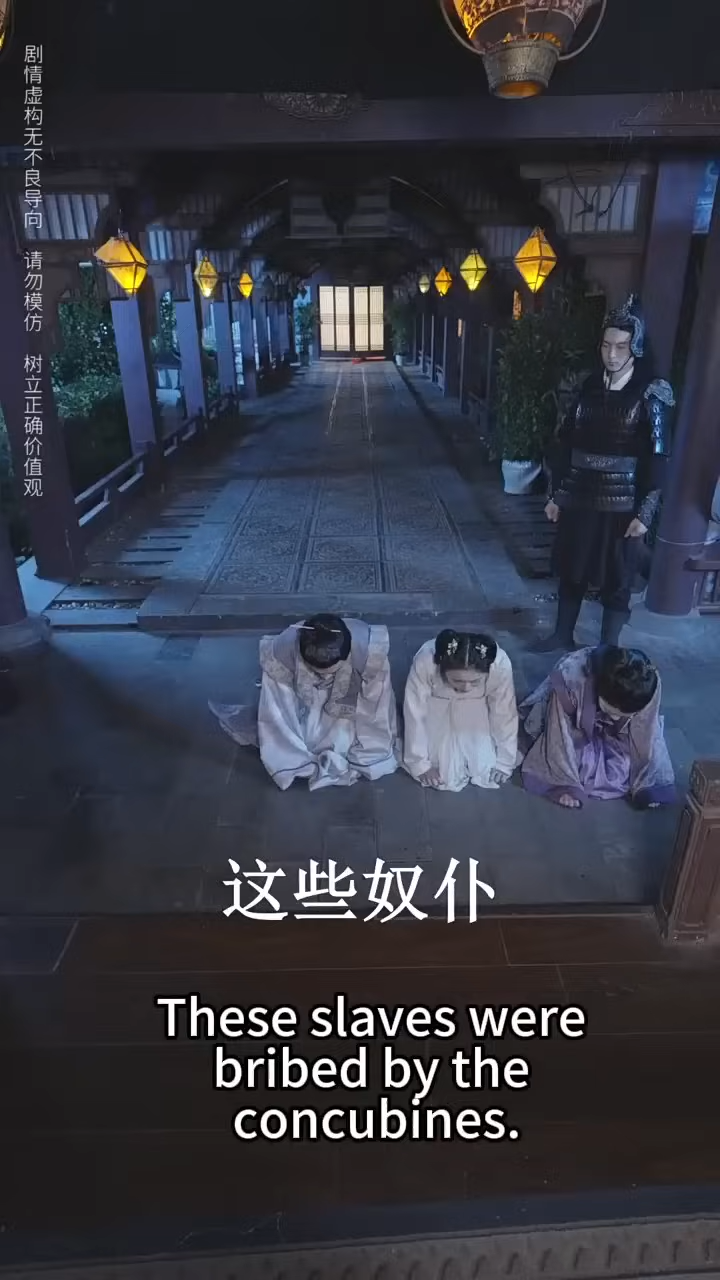 剧情虚构无不良导向 请勿模仿 树立正确价值观
这些奴仆
These slaves were
bribed by the
concubines.